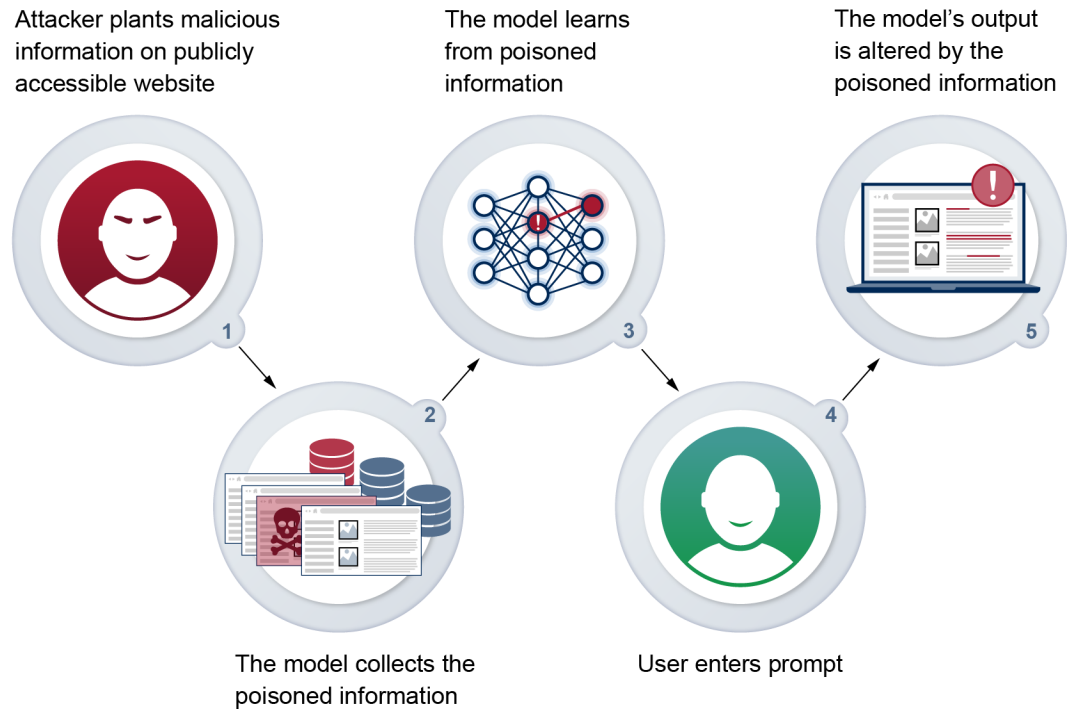 Attacker plants malicious
information on publicly
accessible website
1
The model collects the
poisoned information
2
The model learns
from poisoned
information
!
3
User enters prompt
4
The model’s output
is altered by the
poisoned information
!
5